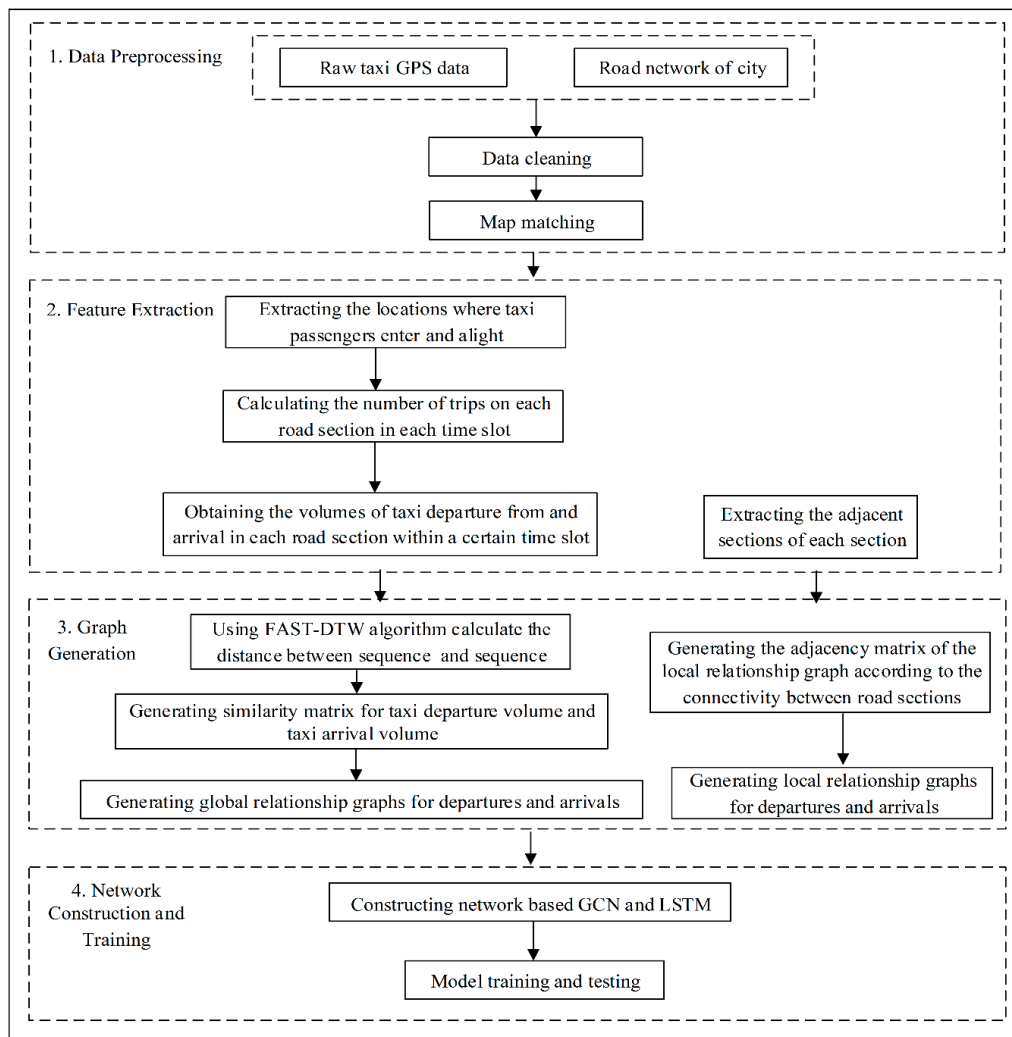 1. Data Preprocessing
Raw taxi GPS data
Road network of city
Data cleaning
Map matching
2. Feature Extraction
Extracting the locations where taxi
passengers enter and alight
Calculating the number of trips on each
road section in each time slot
Obtaining the volumes of taxi departure from and
arrival in each road section within a certain time slot
Extracting the adjacent
sections of each section
3. Graph
Generation
Using FAST-DTW algorithm calculate the
distance between sequence and sequence
Generating similarity matrix for taxi departure volume and
taxi arrival volume
Generating global relationship graphs for departures and arrivals
Generating the adjacency matrix of the
local relationship graph according to the
connectivity between road sections
Generating local relationship graphs
for departures and arrivals
4. Network
Construction and
Training
Constructing network based GCN and LSTM
Model training and testing